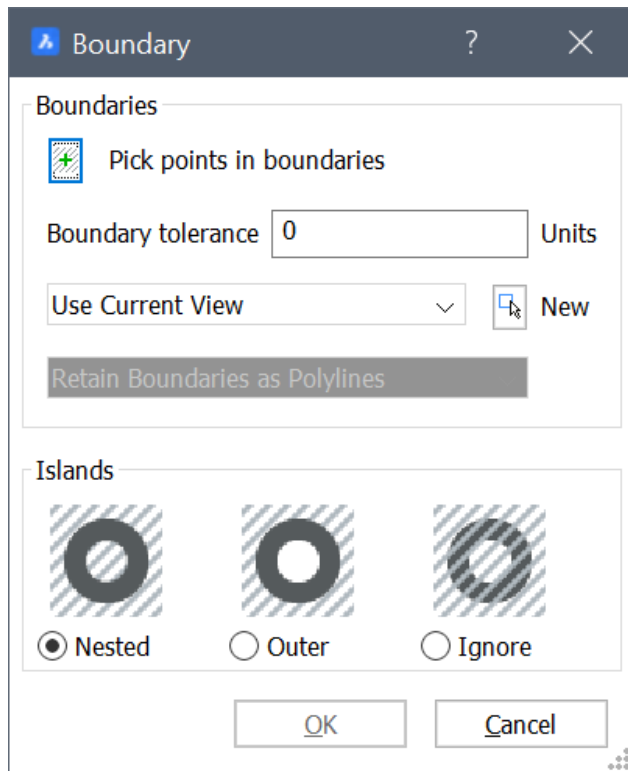 Boundary
?
Boundaries
Pick points in boundaries
Boundary tolerance 0 Units
Use Current View New
Retain Boundaries as Polylines
Islands
Nested Outer Ignore
OK Cancel